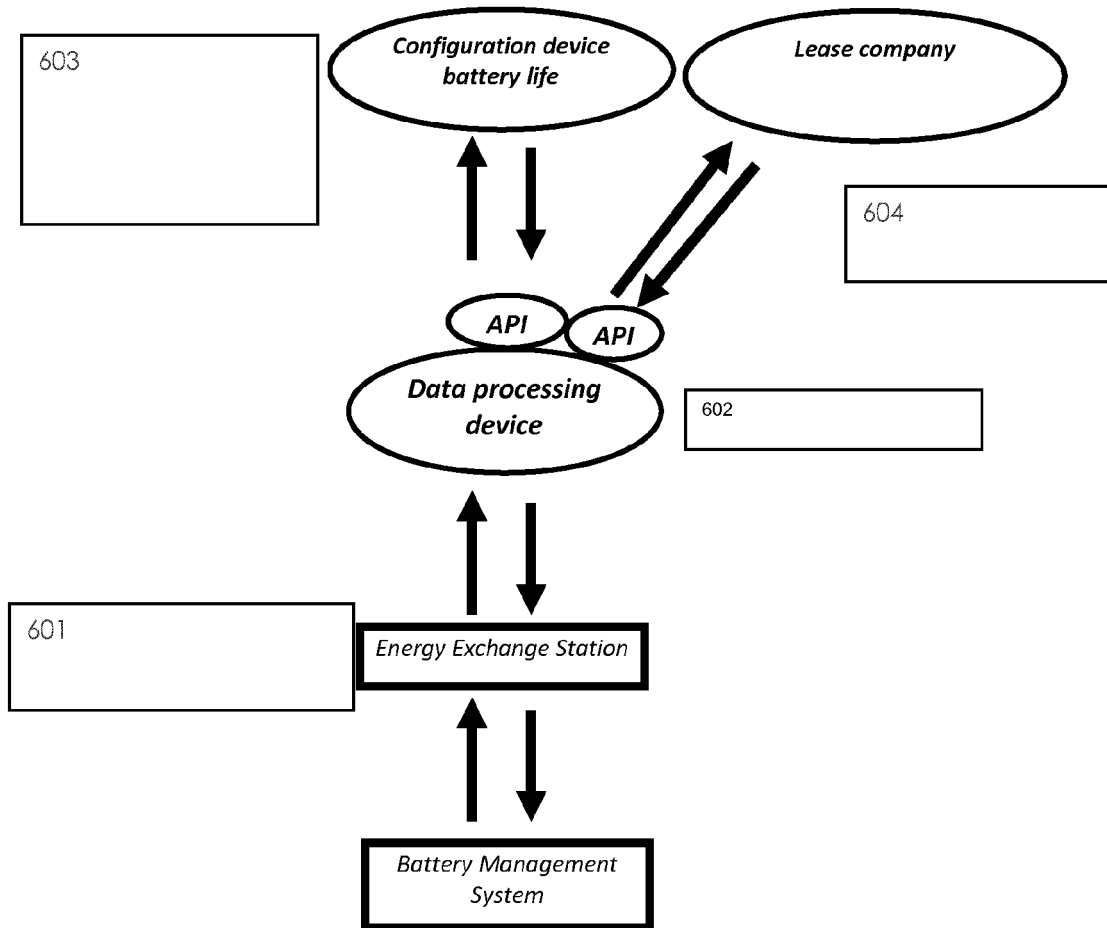 603
Configuration device
battery life
Lease company
604
API
API
Data processing
device
602
601
Energy Exchange Station
Battery Management
System